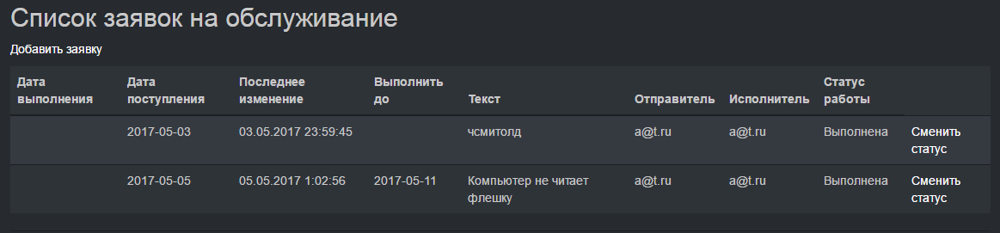 Список заявок на обслуживание
Добавить заявку
Дата выполнения Дата поступления Последнее изменение Выполнить до Текст Отправитель Исполнитель Статус работы
2017-05-03 03.05.2017 23:59:45 чсмитолд a@t.ru a@t.ru Выполнена Сменить статус
2017-05-05 05.05.2017 1:02:56 2017-05-11 Компьютер не читает флешку a@t.ru a@t.ru Выполнена Сменить статус